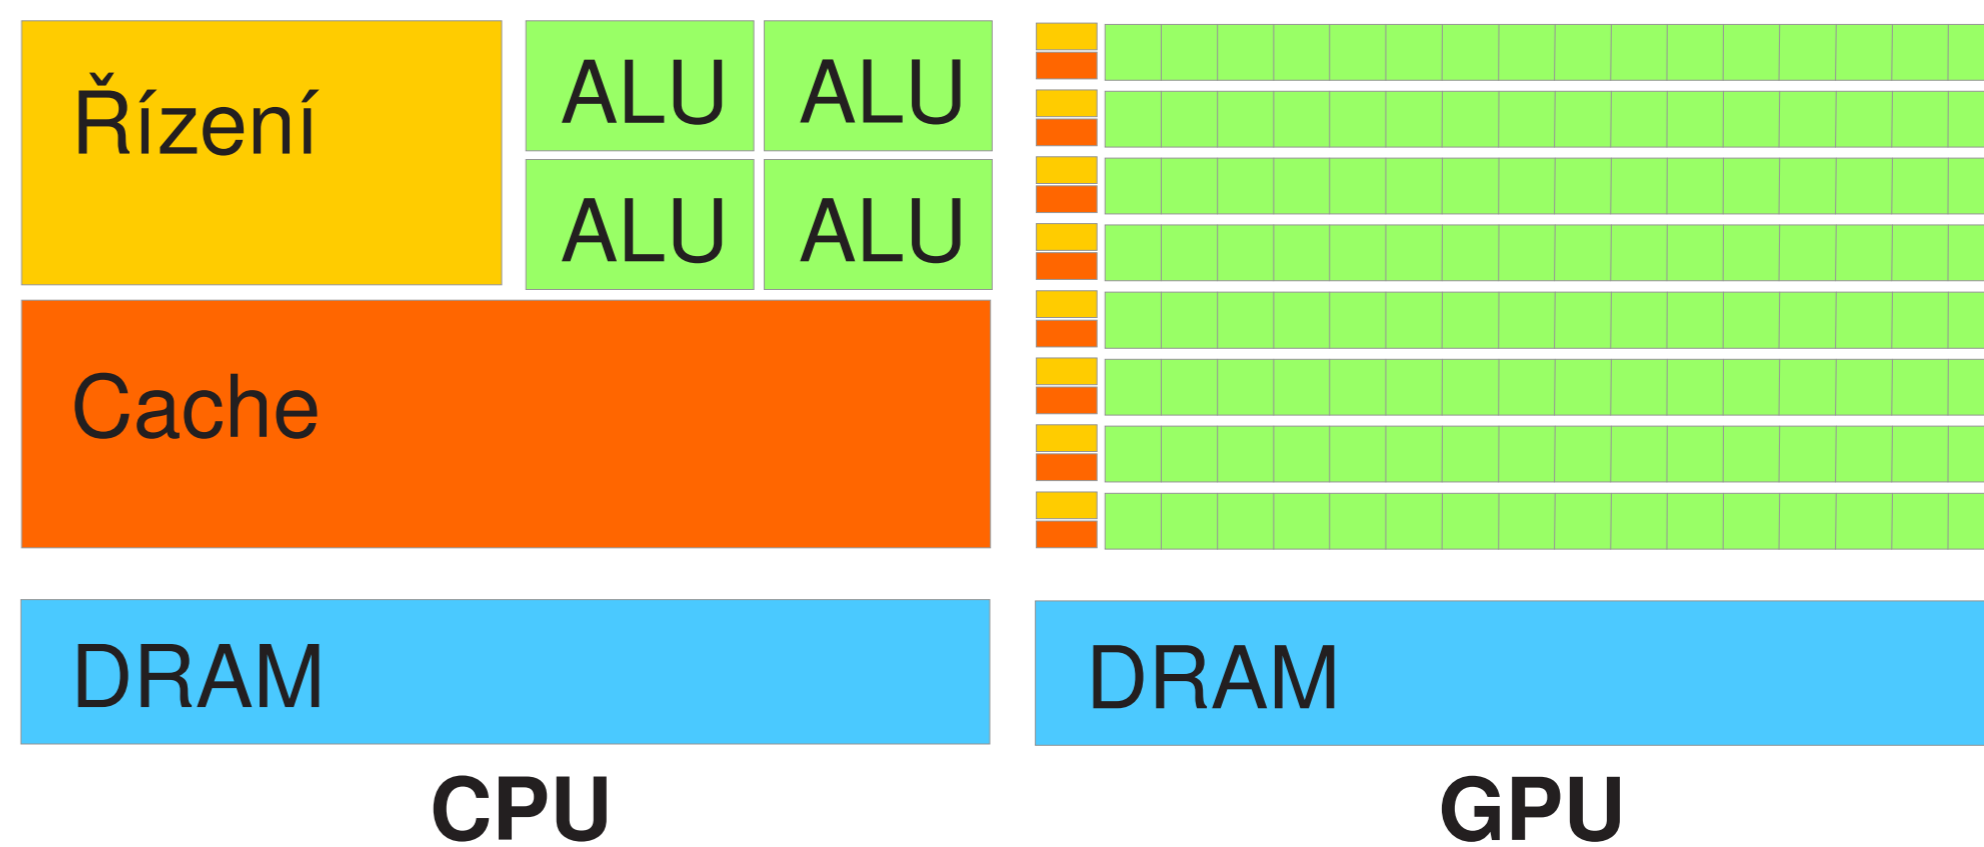 Řízení
ALU ALU
ALU ALU
Cache
DRAM
CPU
DRAM
GPU